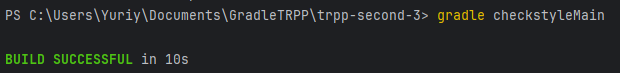 PS C:\Users\Yuriy\Documents\GradleTRPP\trpp-second-3> gradle checkstyleMain
BUILD SUCCESSFUL in 10s